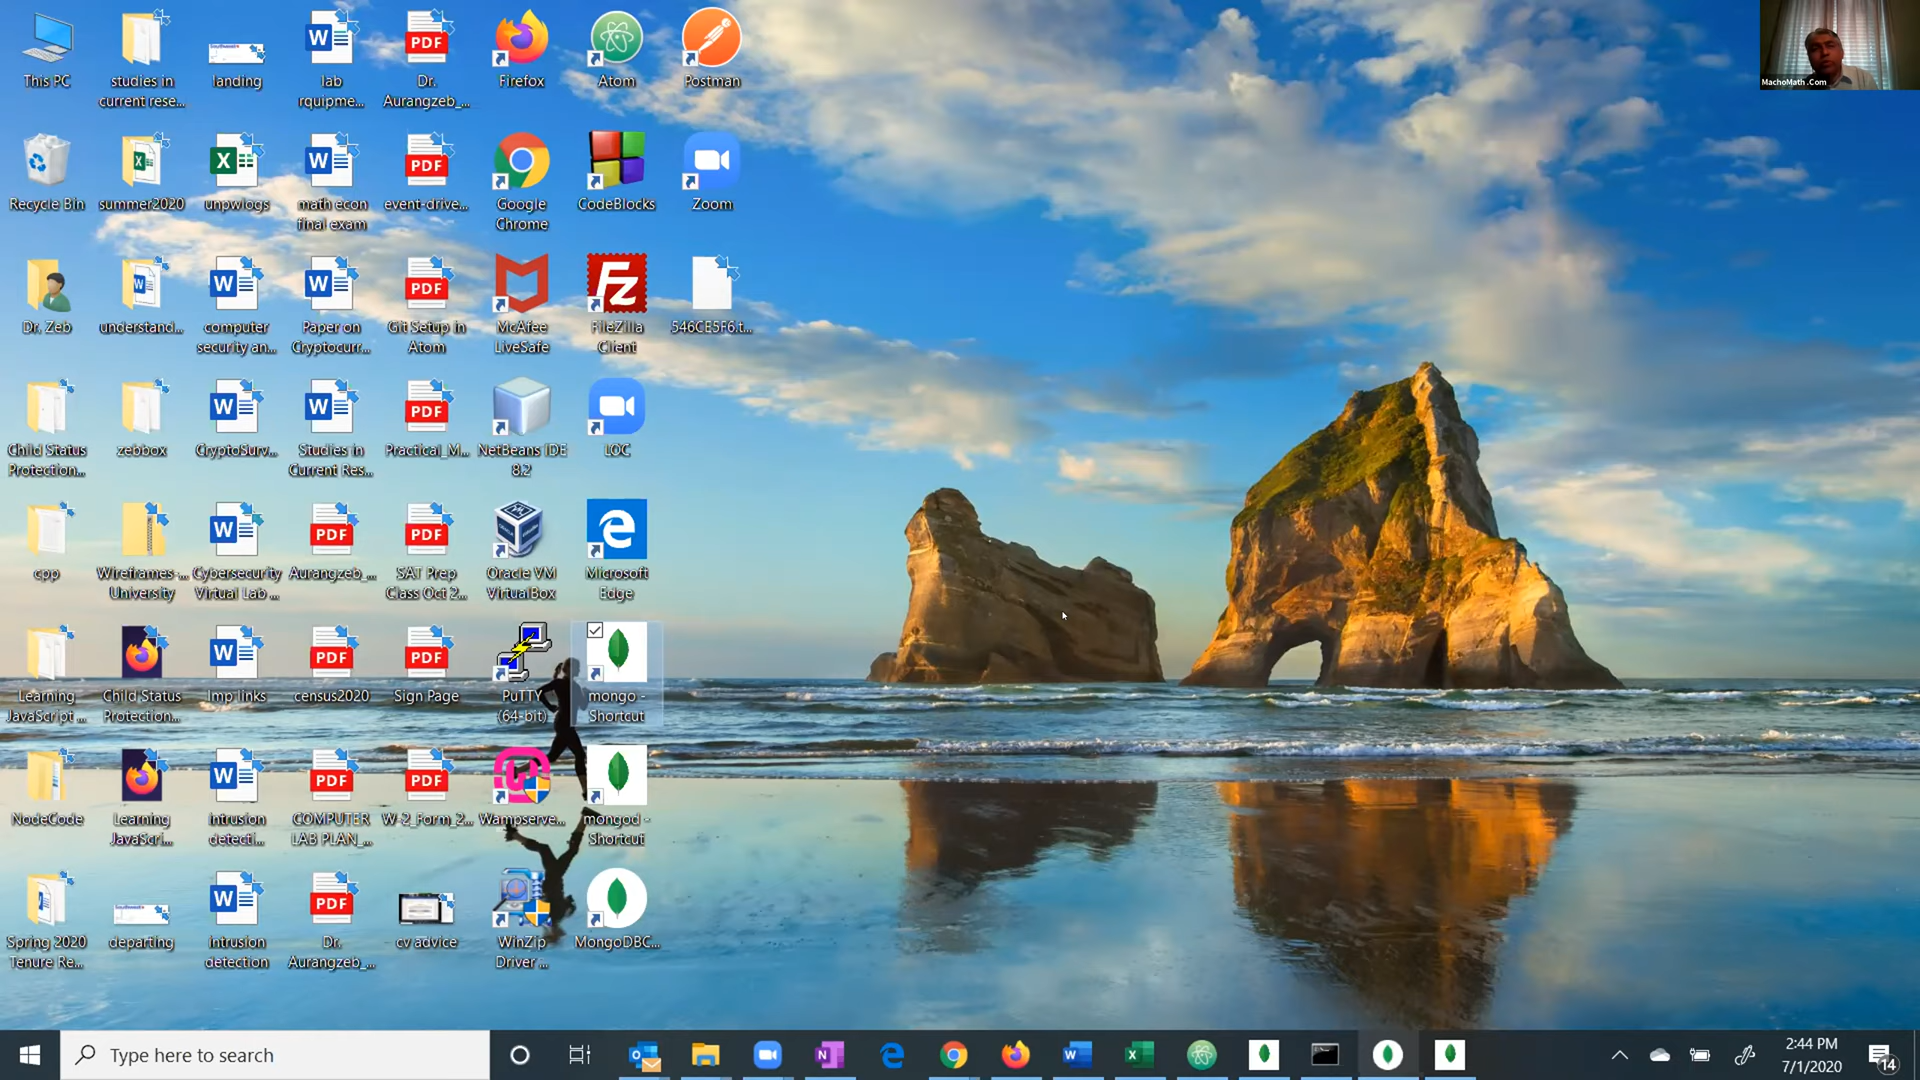 This PC
studies in
current rese...
landing
lab
rquipme...
Dr.
Aurangzeb_...
Firefox
Atom
Postman
MachoMath.Com
Recycle Bin
summer2020
unpwlogs
math econ
final exam
event-drive...
Google
Chrome
CodeBlocks
Zoom
Dr. Zeb
understand...
computer
security an...
Paper on
Cryptocurr...
Git Setup in
Atom
McAfee
LiveSafe
FileZilla
Client
546CE5F6.t...
Child Status
Protection...
zebbox
CryptoSurv...
Studies in
Current Res...
Practical_M...
NetBeans IDE
8.2
LOC
cpp
Wireframes-...
University
Cybersecurity
Virtual Lab ...
Aurangzeb_...
SAT Prep
Class Oct 2...
Oracle VM
VirtualBox
Microsoft
Edge
Learning
JavaScript ...
Child Status
Protection...
Imp links
census2020
Sign Page
PuTTY
(64-bit)
mongo -
Shortcut
NodeCode
Learning
JavaScri...
intrusion
detecti...
COMPUTER
LAB PLAN_...
W-2_Form_2...
Wampserve...
mongod -
Shortcut
Spring 2020
Tenure Re...
departing
intrusion
detection
Dr.
Aurangzeb_...
cv advice
WinZip
Driver ...
MongoDBC...
Type here to search
2:44 PM
7/1/2020
14